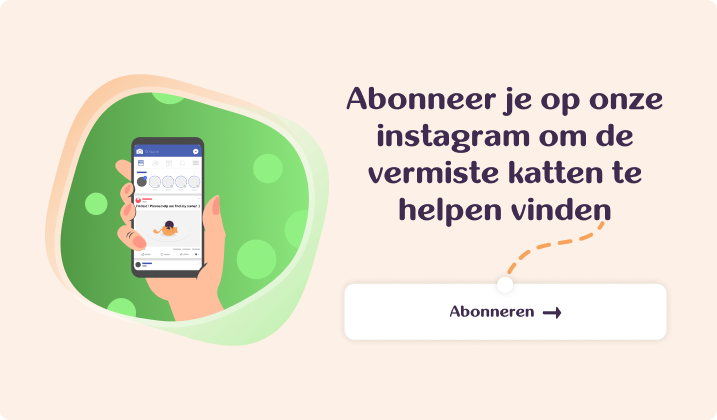 Abonneer je op onze
instagram om de
vermiste katten te
helpen vinden
Abonneren